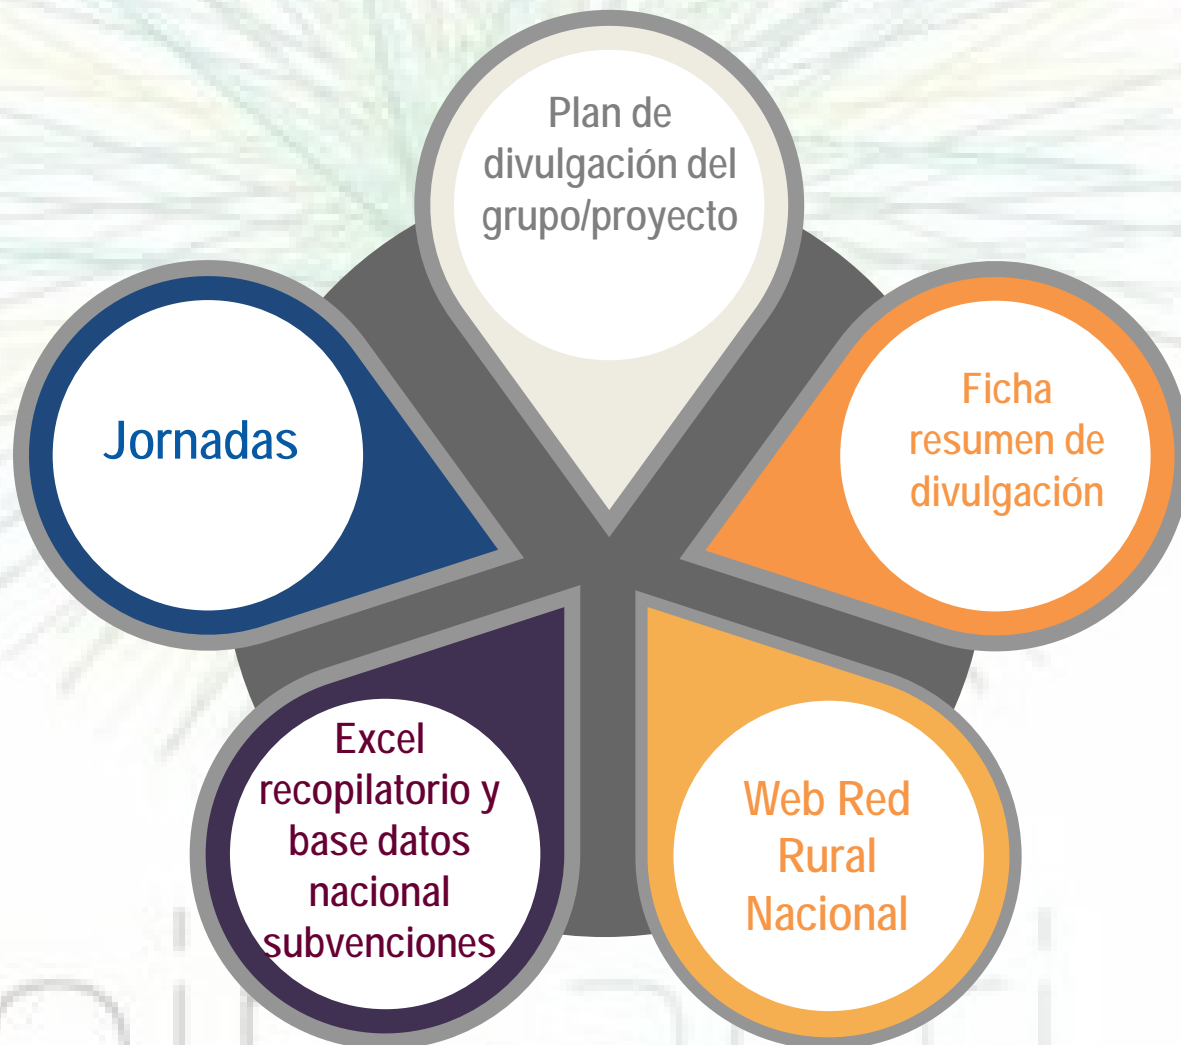 Plan de
divulgación del
grupo/proyecto
Ficha
resumen de
divulgación
Web Red
Rural
Nacional
Excel
recopilatorio y
base datos
nacional
subvenciones
Jornadas